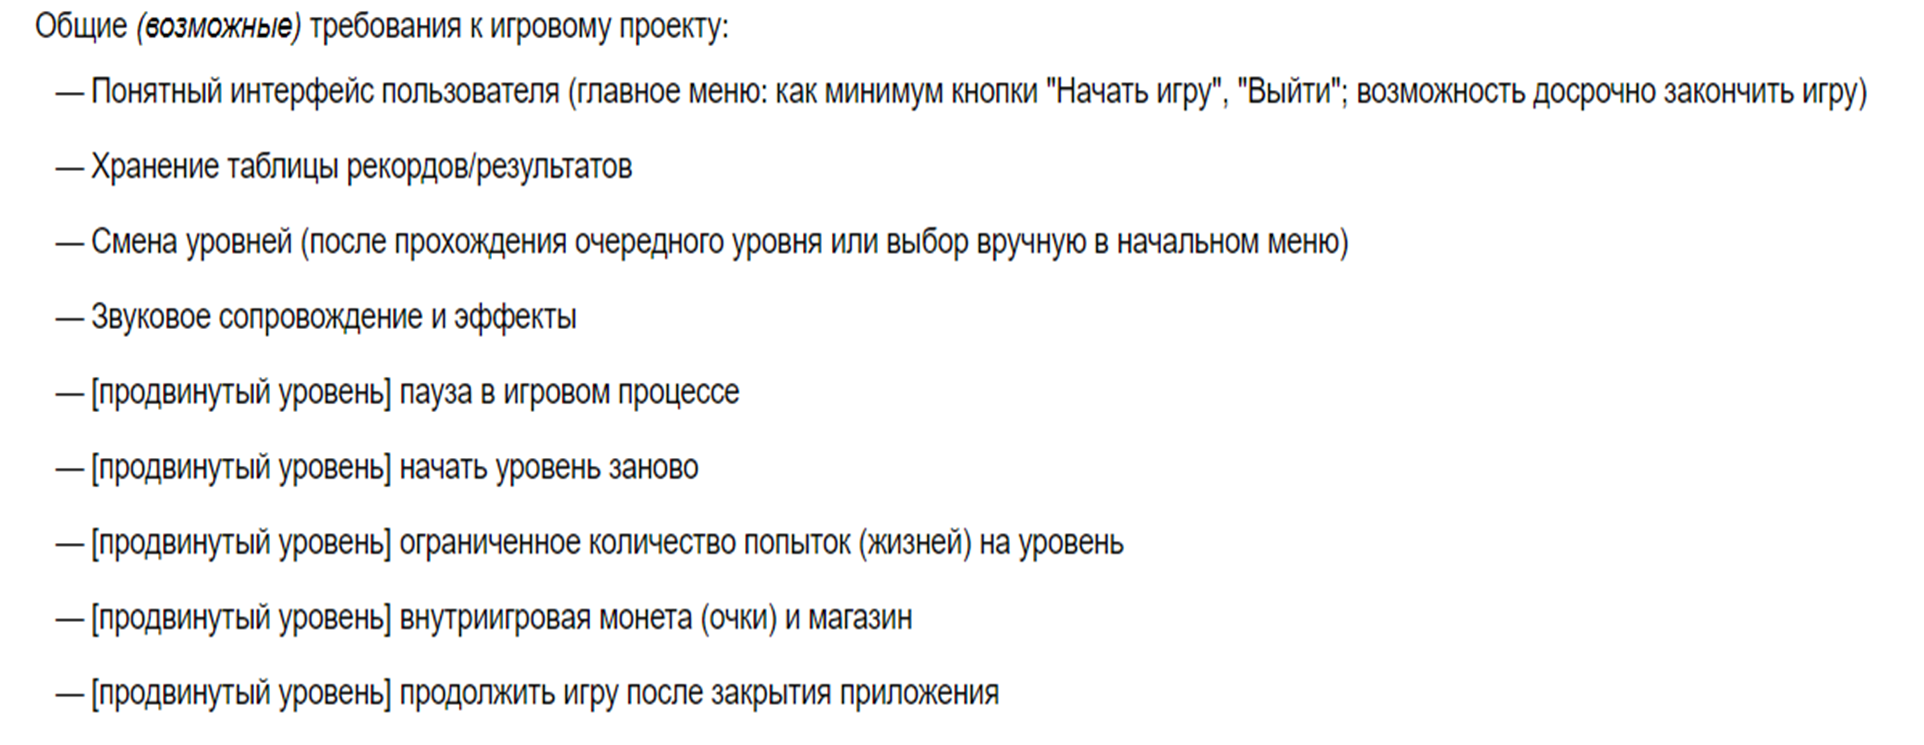 Общие (возможные) требования к игровому проекту:
— Понятный интерфейс пользователя (главное меню: как минимум кнопки "Начать игру", "Выйти"; возможность досрочно закончить игру)
— Хранение таблицы рекордов/результатов
— Смена уровней (после прохождения очередного уровня или выбор вручную в начальном меню)
— Звуковое сопровождение и эффекты
— [продвинутый уровень] пауза в игровом процессе
— [продвинутый уровень] начать уровень заново
— [продвинутый уровень] ограниченное количество попыток (жизней) на уровень
— [продвинутый уровень] внутриигровая монета (очки) и магазин
— [продвинутый уровень] продолжить игру после закрытия приложения